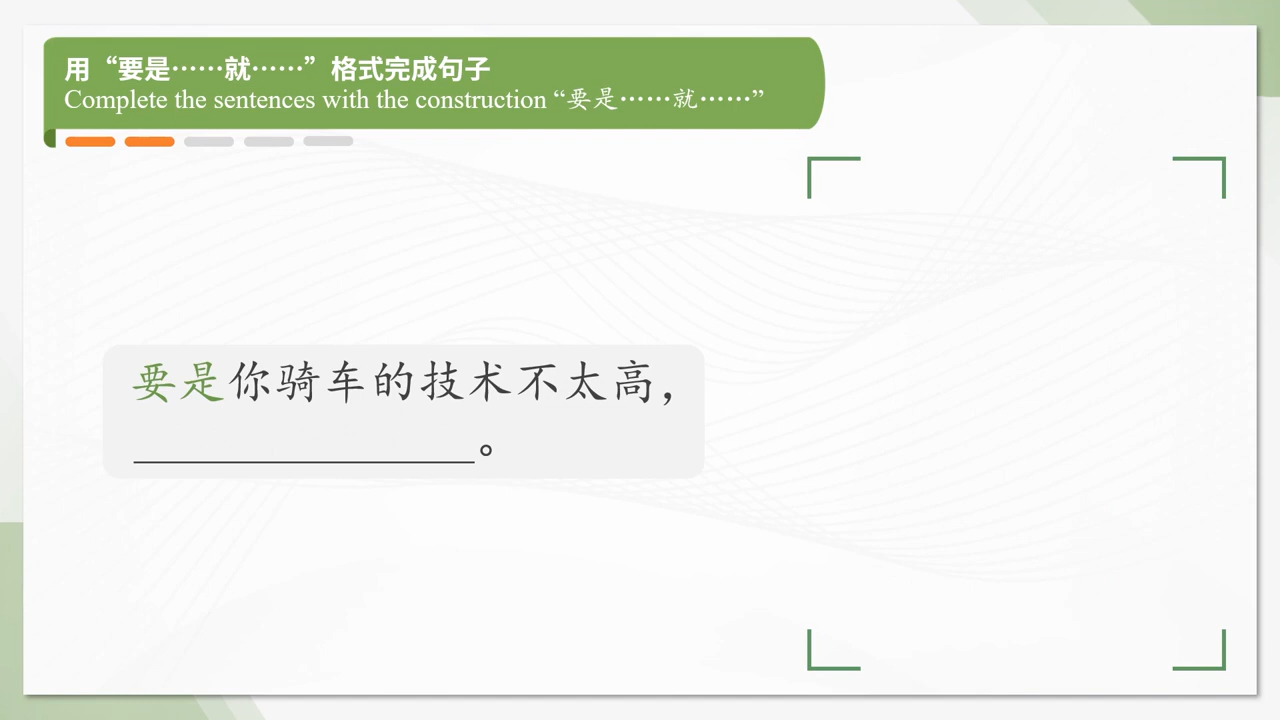 用“要是……就……”格式完成句子
Complete the sentences with the construction “要是……就……”
要是你骑车的技术不太高，
________________。